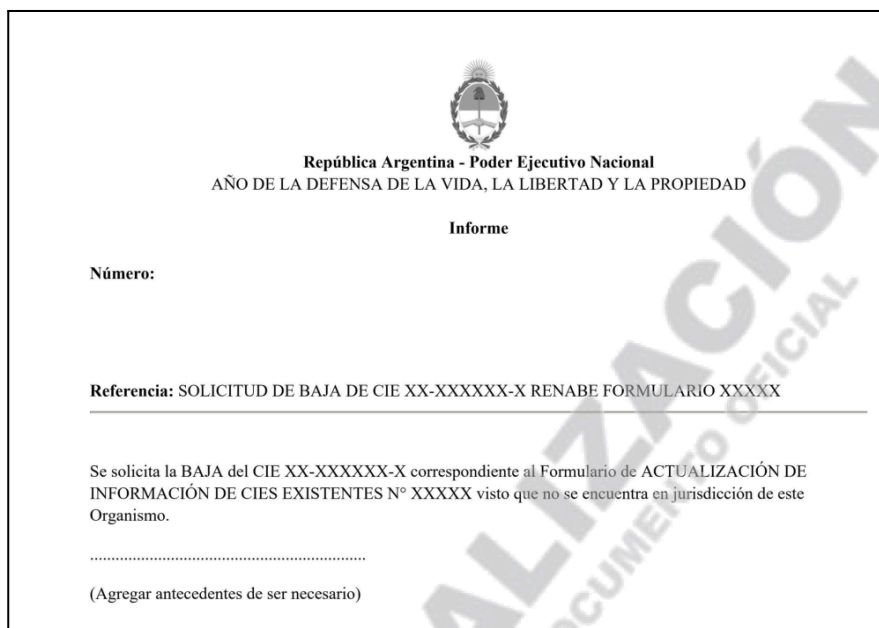 República Argentina - Poder Ejecutivo Nacional
AÑO DE LA DEFENSA DE LA VIDA, LA LIBERTAD Y LA PROPIEDAD
Informe
Número:
Referencia: SOLICITUD DE BAJA DE CIE XX-XXXXXX-X RENABE FORMULARIO XXXXX
Se solicita la BAJA del CIE XX-XXXXXX-X correspondiente al Formulario de ACTUALIZACIÓN DE
INFORMACIÓN DE CIES EXISTENTES N° XXXXX visto que no se encuentra en jurisdicción de este
Organismo.
.................................................................
(Agregar antecedentes de ser necesario)
ALIZACIÓN
DOCUMENTO OFICIAL